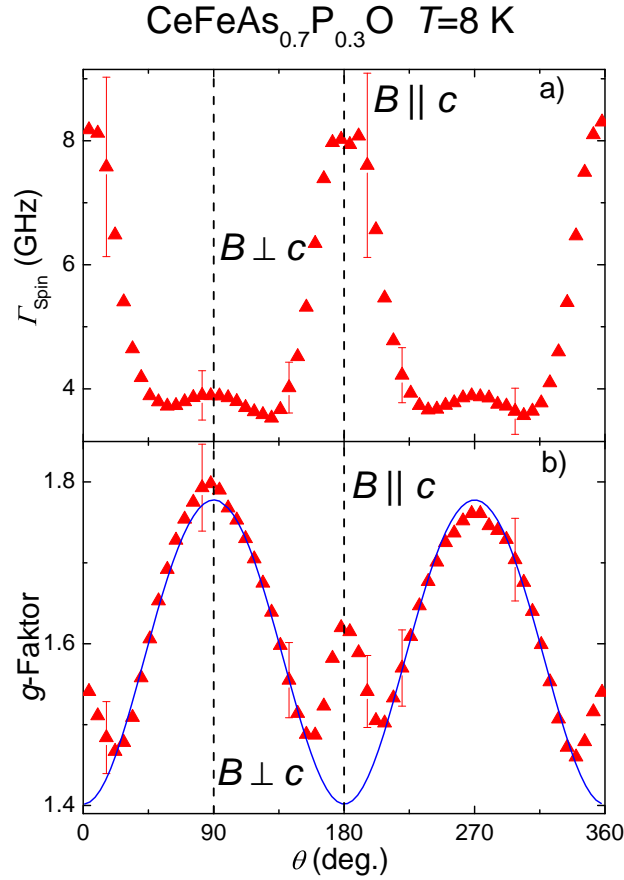 CeFeAs₀.₇P₀.₃O T=8 K
a)
B || c
B ⊥ c
Γ_Spin (GHz)
8
6
4
b)
B || c
B ⊥ c
g-Faktor
1.8
1.6
1.4
0 90 180 270 360
θ (deg.)